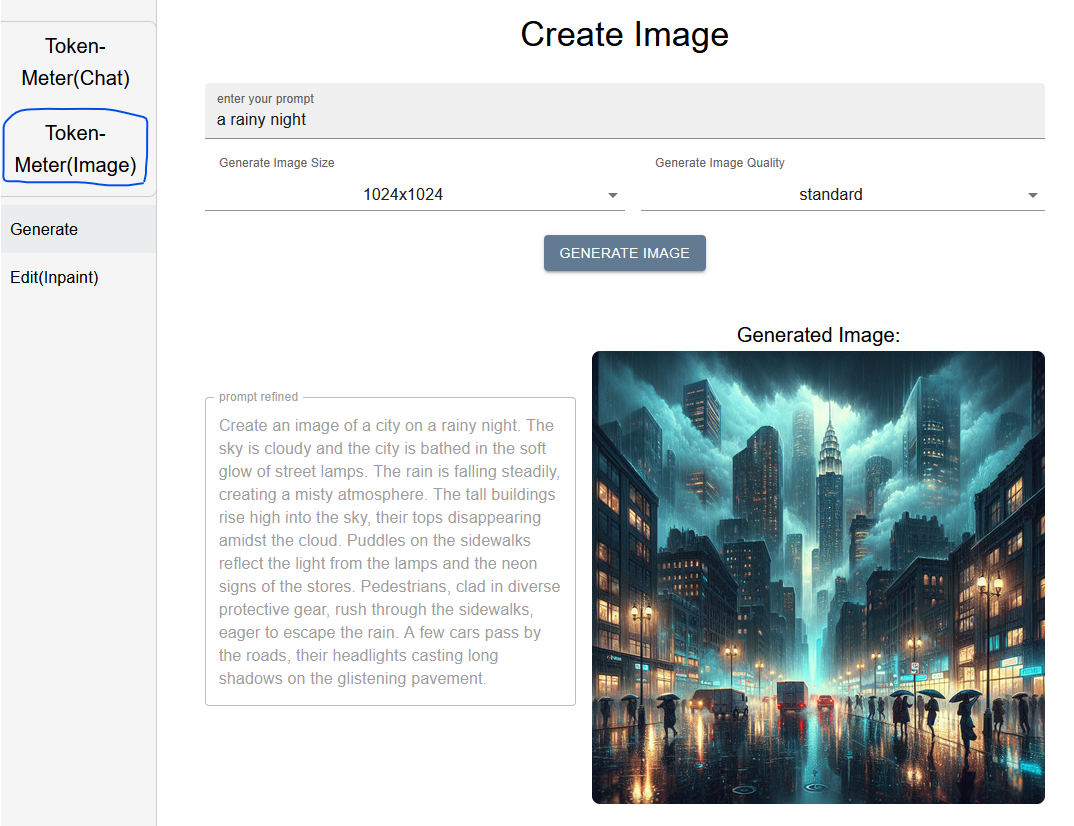 Token-
Meter(Chat)
Token-
Meter(Image)
Generate
Edit(Inpaint)
Create Image
enter your prompt
a rainy night
Generate Image Size
Generate Image Quality
1024x1024
standard
GENERATE IMAGE
Generated Image:
prompt refined
Create an image of a city on a rainy night. The
sky is cloudy and the city is bathed in the soft
glow of street lamps. The rain is falling steadily,
creating a misty atmosphere. The tall buildings
rise high into the sky, their tops disappearing
amidst the cloud. Puddles on the sidewalks
reflect the light from the lamps and the neon
signs of the stores. Pedestrians, clad in diverse
protective gear, rush through the sidewalks,
eager to escape the rain. A few cars pass by
the roads, their headlights casting long
shadows on the glistening pavement.